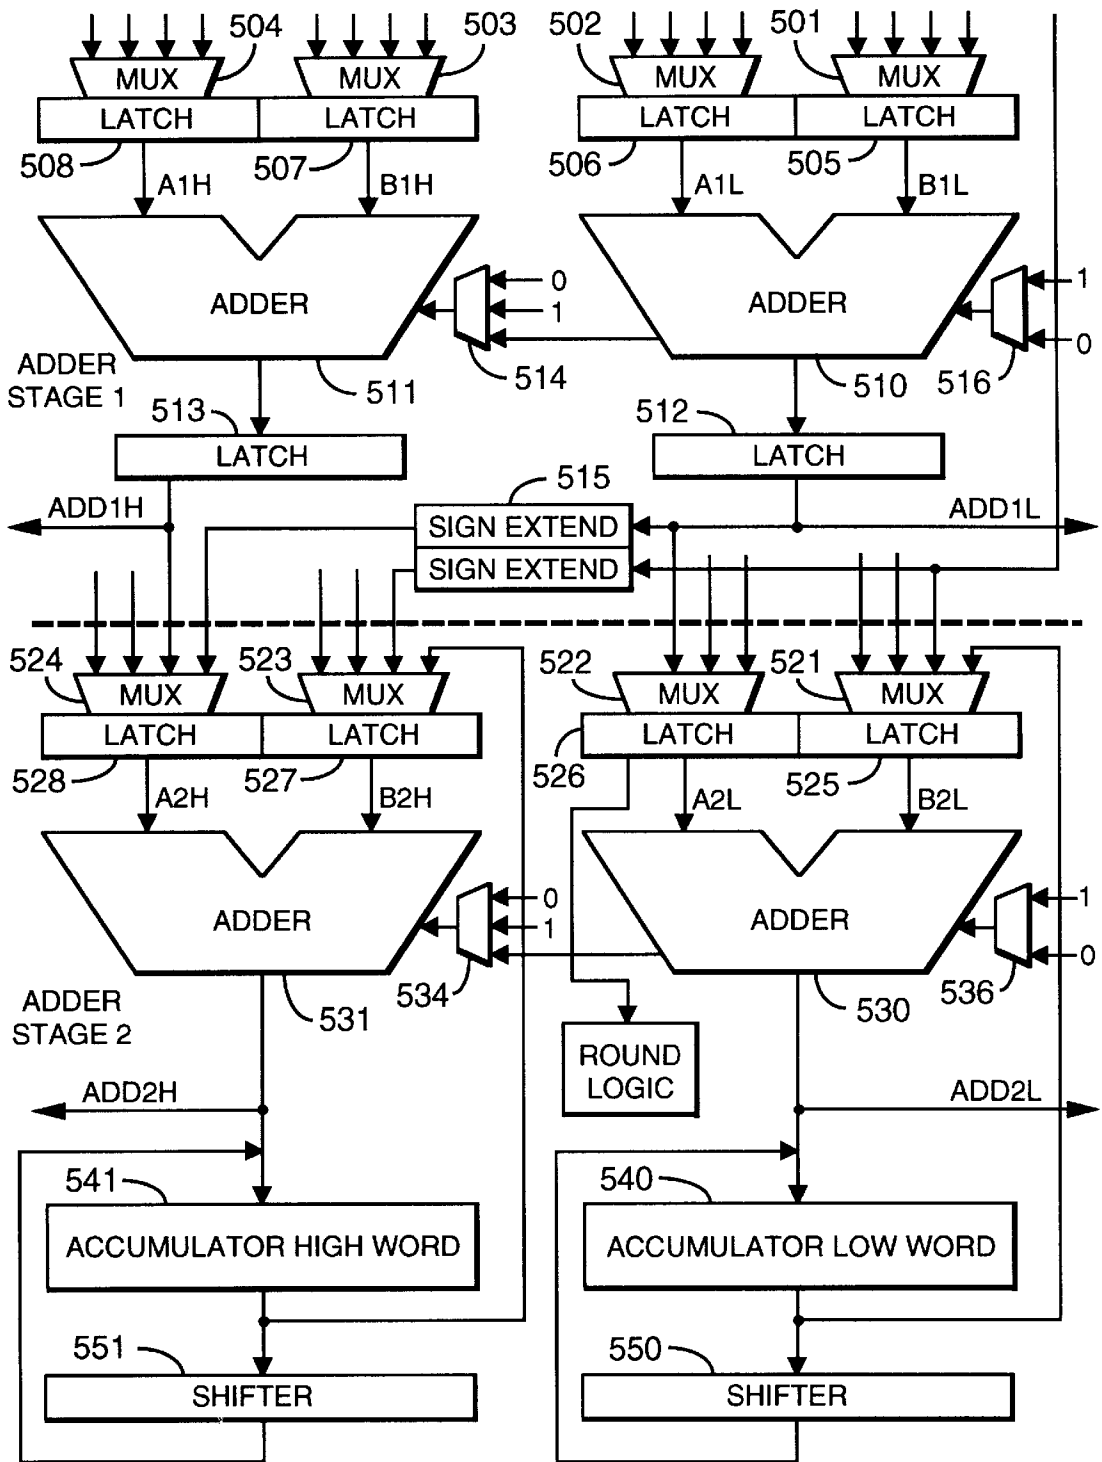 504 503 502 501
MUX MUX MUX MUX
LATCH LATCH LATCH LATCH
508 507 506 505
A1H B1H A1L B1L
ADDER 0 1 ADDER 1 0
ADDER
STAGE 1
511 514 510 516
513 512
LATCH LATCH
515
ADD1H SIGN EXTEND ADD1L
SIGN EXTEND
524 523 522 521
MUX MUX MUX MUX
LATCH LATCH LATCH LATCH
528 527 526 525
A2H B2H A2L B2L
ADDER 0 1 ADDER 1 0
ADDER
STAGE 2
531 534 530 536
ROUND
LOGIC
ADD2H ADD2L
541 540
ACCUMULATOR HIGH WORD ACCUMULATOR LOW WORD
551 550
SHIFTER SHIFTER